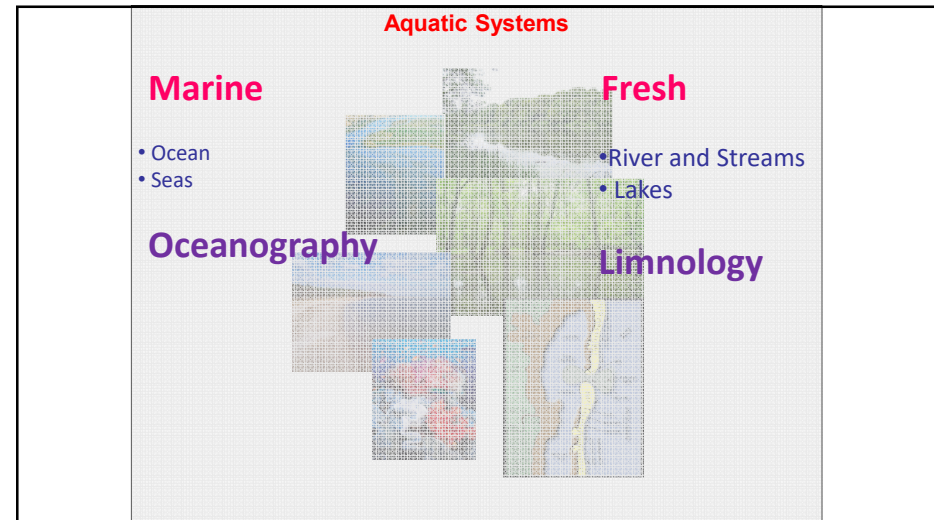 Aquatic Systems
Marine
• Ocean
• Seas
Oceanography
Fresh
•River and Streams
• Lakes
Limnology